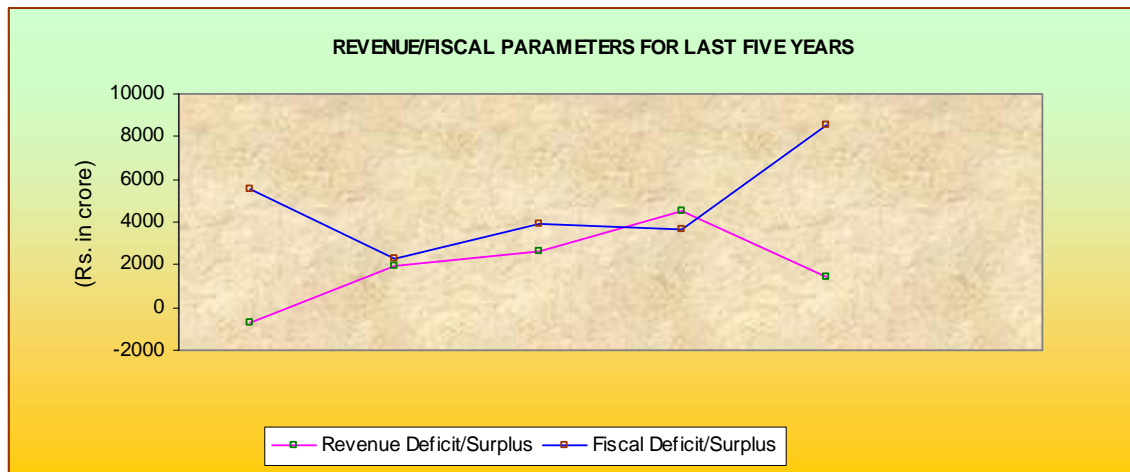 REVENUE/FISCAL PARAMETERS FOR LAST FIVE YEARS
10000
8000
6000
4000
2000
0
-2000
(Rs. in crore)
Revenue Deficit/Surplus
Fiscal Deficit/Surplus